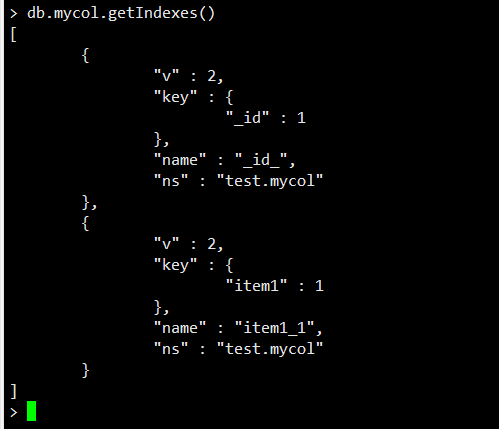 > db.mycol.getIndexes()
[
        {
                "v" : 2,
                "key" : {
                        "_id" : 1
                },
                "name" : "_id_",
                "ns" : "test.mycol"
        },
        {
                "v" : 2,
                "key" : {
                        "item1" : 1
                },
                "name" : "item1_1",
                "ns" : "test.mycol"
        }
]
>